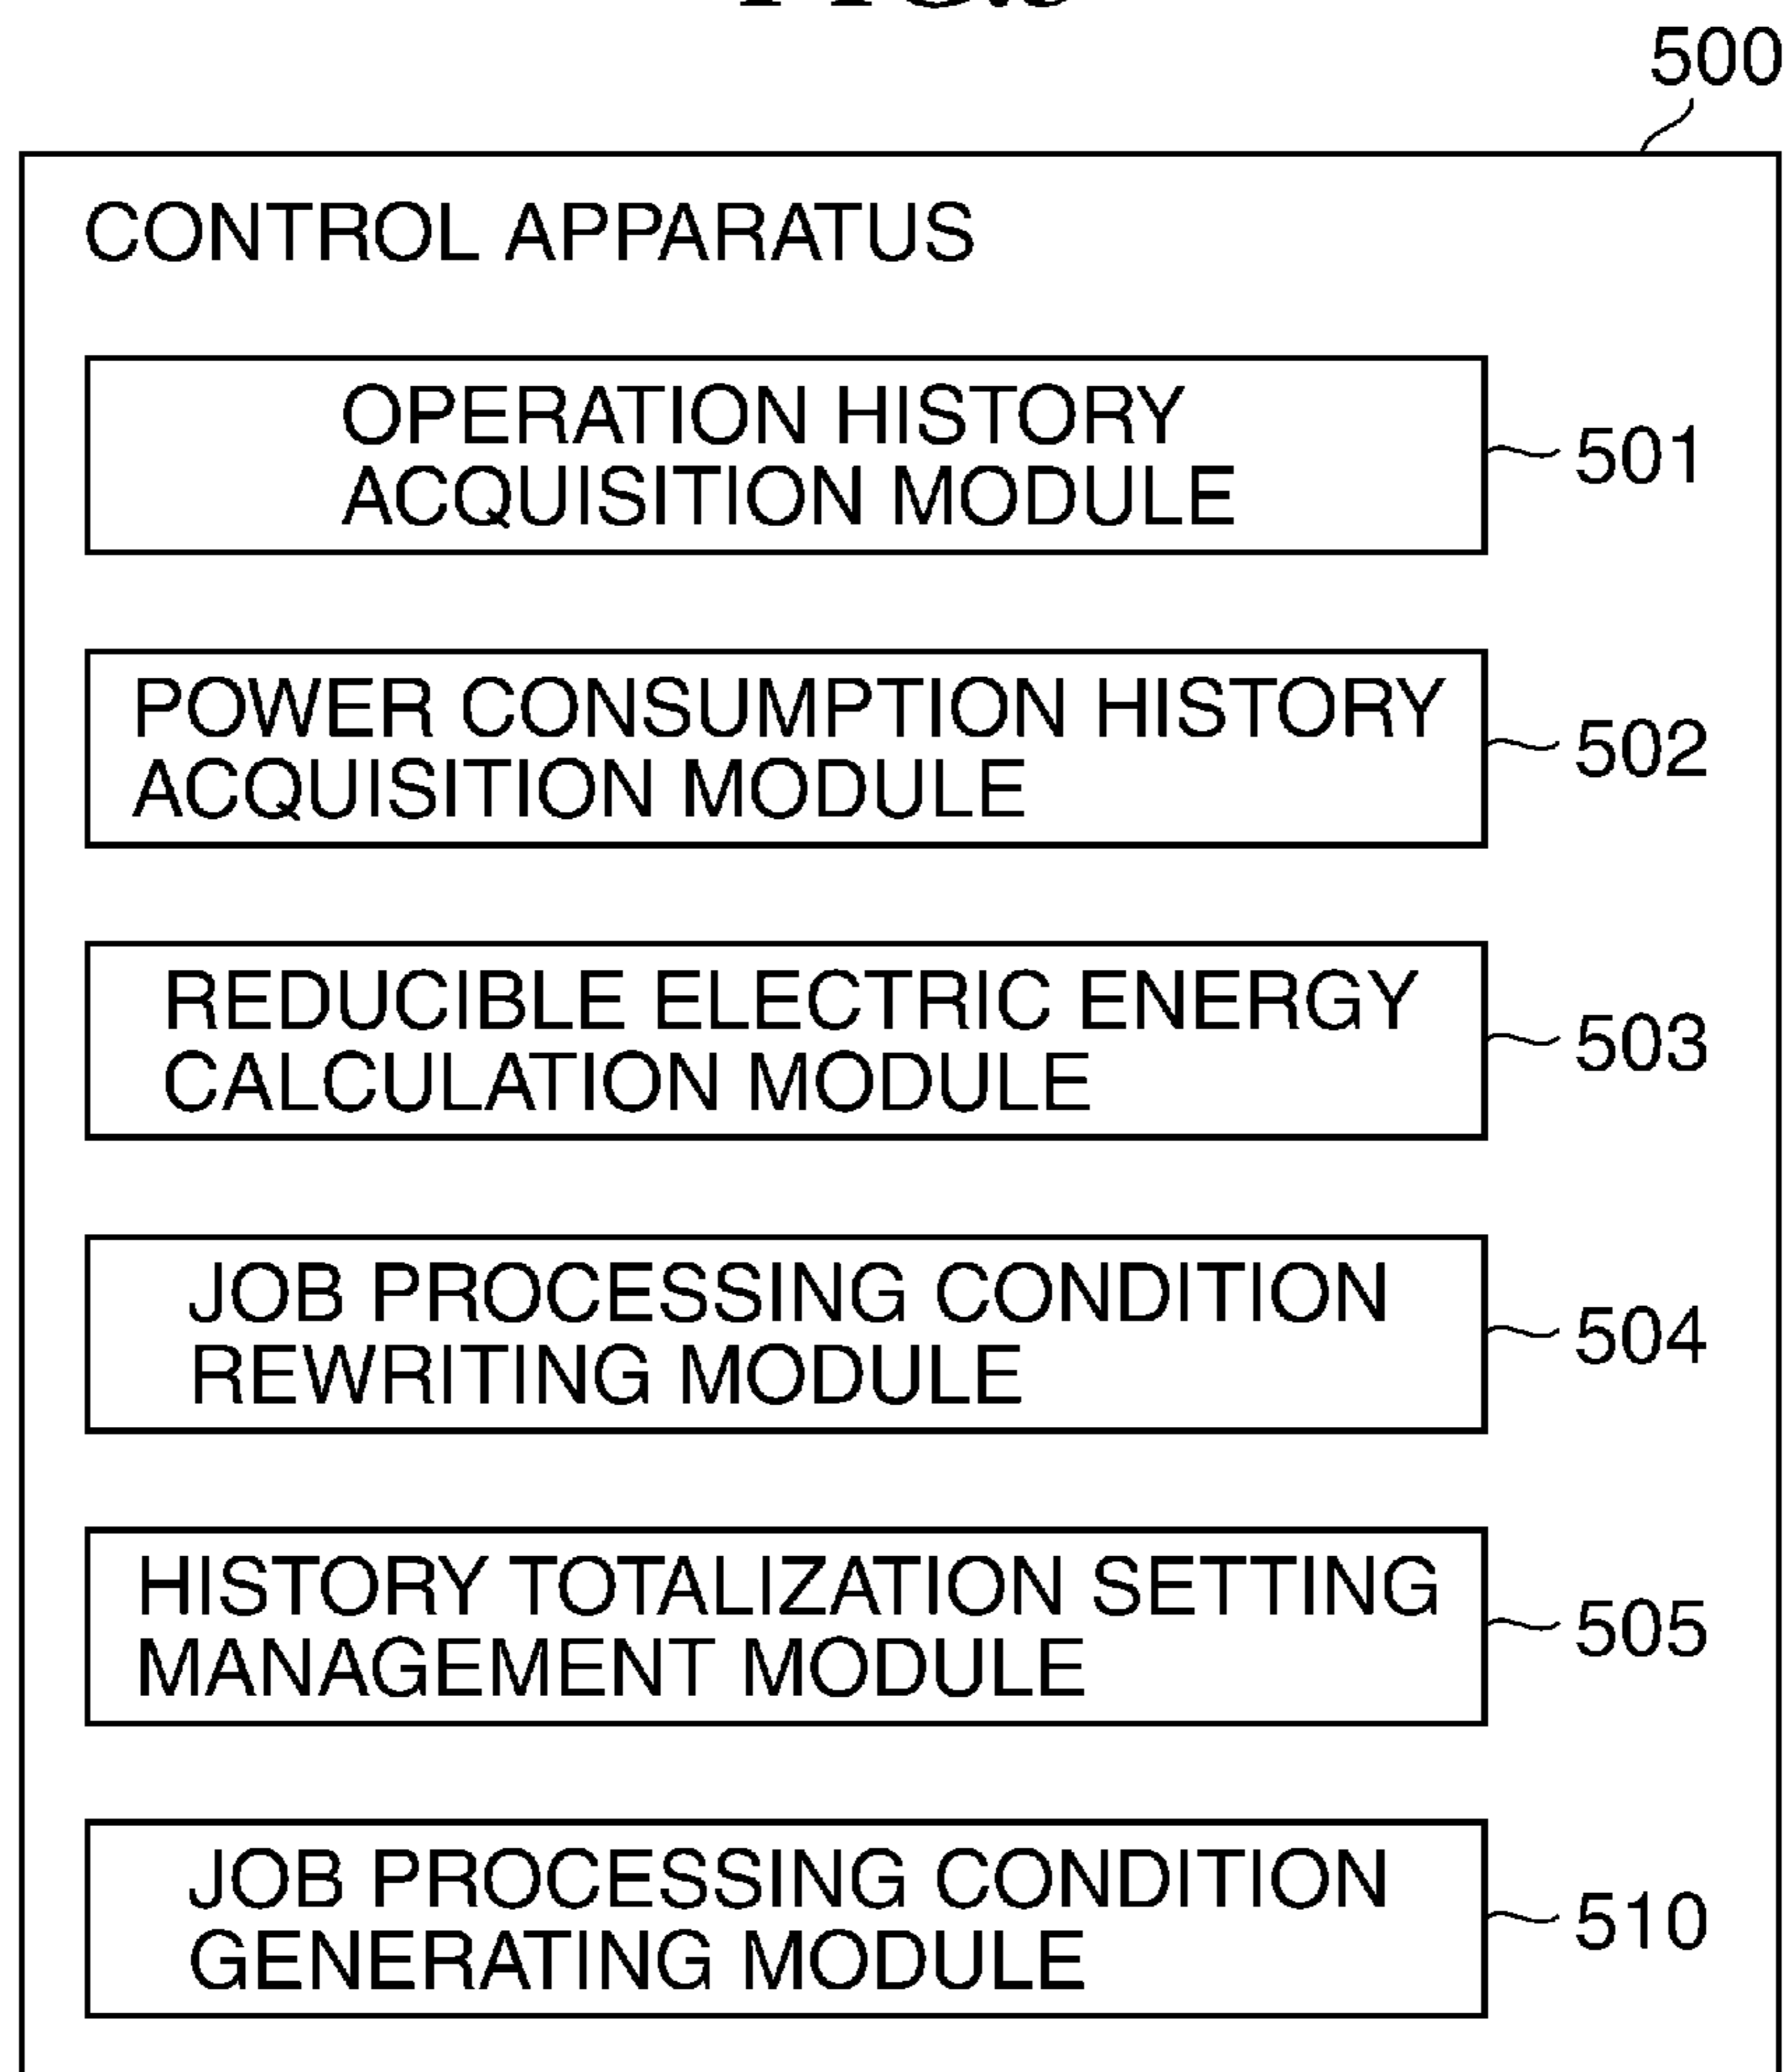 500
CONTROL APPARATUS
OPERATION HISTORY
ACQUISITION MODULE
501
POWER CONSUMPTION HISTORY
ACQUISITION MODULE
502
REDUCIBLE ELECTRIC ENERGY
CALCULATION MODULE
503
JOB PROCESSING CONDITION
REWRITING MODULE
504
HISTORY TOTALIZATION SETTING
MANAGEMENT MODULE
505
JOB PROCESSING CONDITION
GENERATING MODULE
510